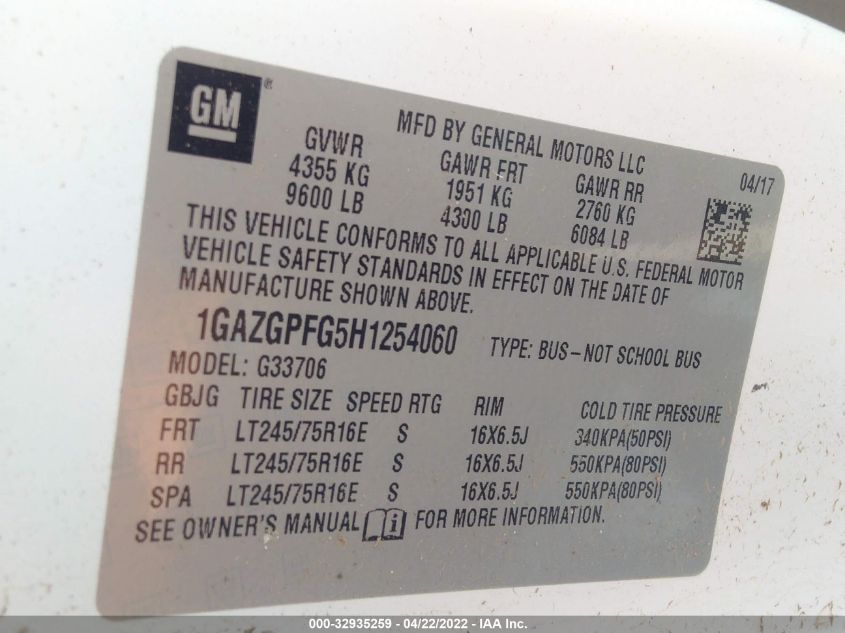 GM
MFD BY GENERAL MOTORS LLC
04/17
GVWR GAWR FRT GAWR RR
4355 KG 1951 KG 2760 KG
9600 LB 4300 LB 6084 LB
THIS VEHICLE CONFORMS TO ALL APPLICABLE U.S. FEDERAL MOTOR
VEHICLE SAFETY STANDARDS IN EFFECT ON THE DATE OF
MANUFACTURE SHOWN ABOVE.
1GAZGPFG5H1254060 TYPE: BUS–NOT SCHOOL BUS
MODEL: G33706
GBJG TIRE SIZE SPEED RTG RIM COLD TIRE PRESSURE
FRT LT245/75R16E S 16X6.5J 340KPA(50PSI)
RR LT245/75R16E S 16X6.5J 550KPA(80PSI)
SPA LT245/75R16E S 16X6.5J 550KPA(80PSI)
SEE OWNER'S MANUAL i FOR MORE INFORMATION.
000-32935259 - 04/22/2022 - IAA Inc.